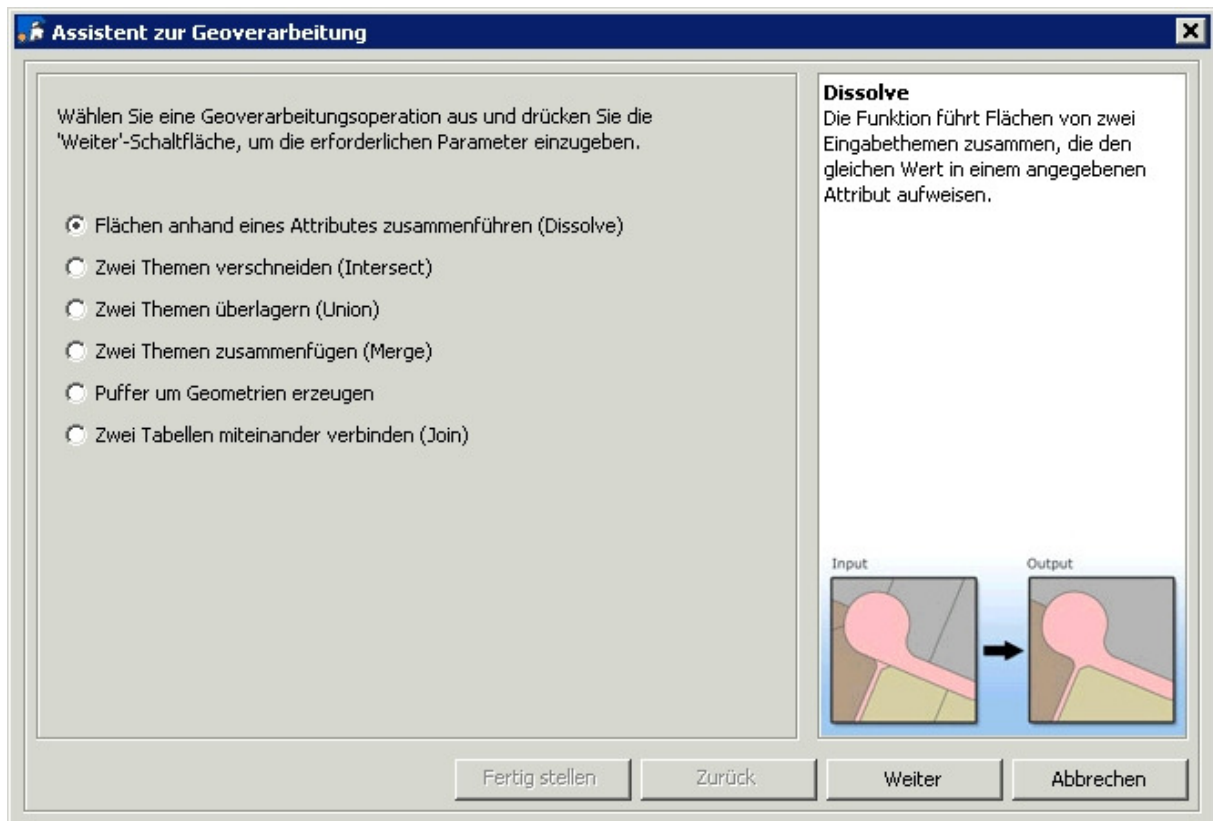 Assistent zur Geoverarbeitung
Wählen Sie eine Geoverarbeitungsoperation aus und drücken Sie die
'Weiter'-Schaltfläche, um die erforderlichen Parameter einzugeben.
Flächen anhand eines Attributes zusammenführen (Dissolve)
Zwei Themen verschneiden (Intersect)
Zwei Themen überlagern (Union)
Zwei Themen zusammenfügen (Merge)
Puffer um Geometrien erzeugen
Zwei Tabellen miteinander verbinden (Join)
Dissolve
Die Funktion führt Flächen von zwei
Eingabethemen zusammen, die den
gleichen Wert in einem angegebenen
Attribut aufweisen.
Input
Output
Fertig stellen
Zurück
Weiter
Abbrechen